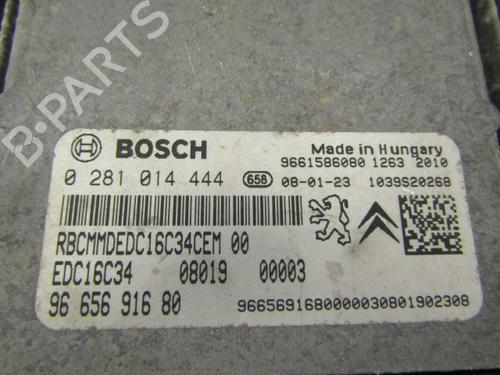 B-PARTS
BOSCH
Made in Hungary
9661586080 1263 2010
0 281 014 444 658 08-01-23 1039S20268
RBCMMDEDC16C34CEM 00
EDC16C34 08019 00003
96 656 916 80 9665691680000030801902308